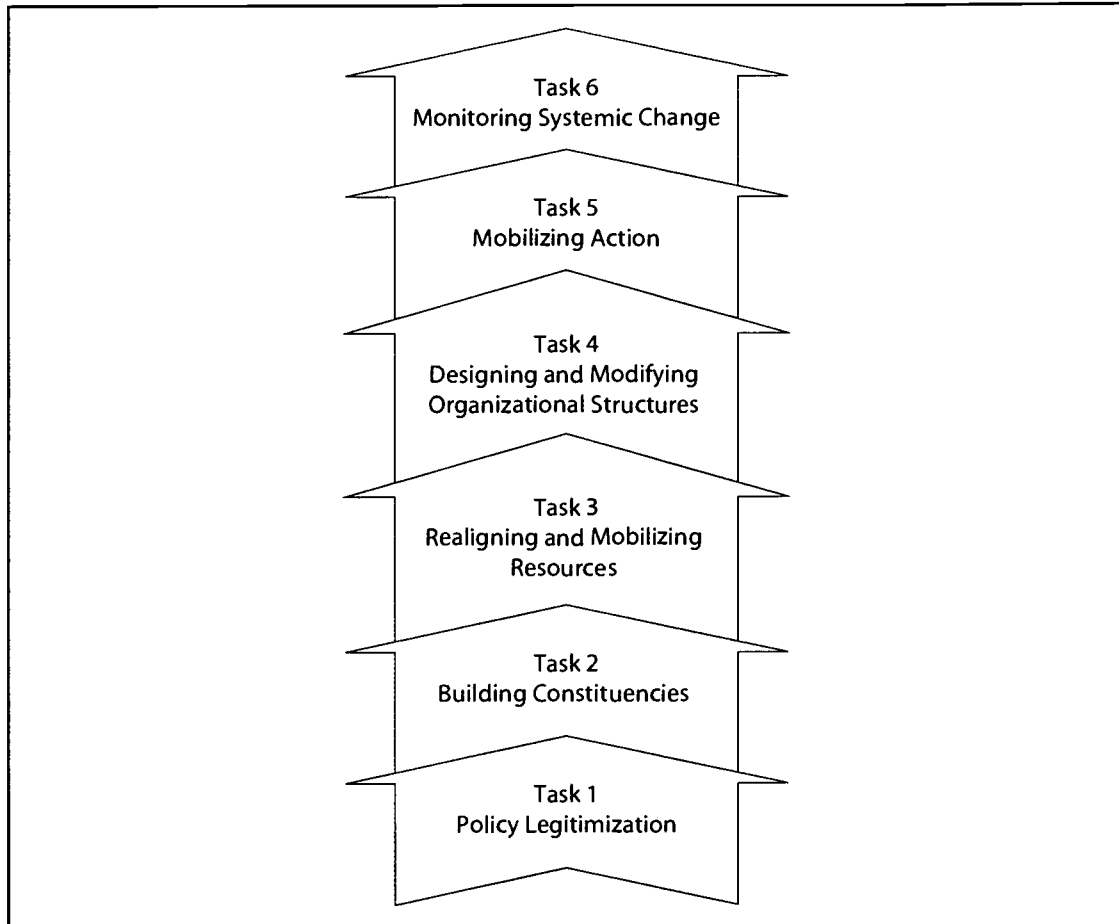 Task 6
Monitoring Systemic Change
Task 5
Mobilizing Action
Task 4
Designing and Modifying
Organizational Structures
Task 3
Realigning and Mobilizing
Resources
Task 2
Building Constituencies
Task 1
Policy Legitimization